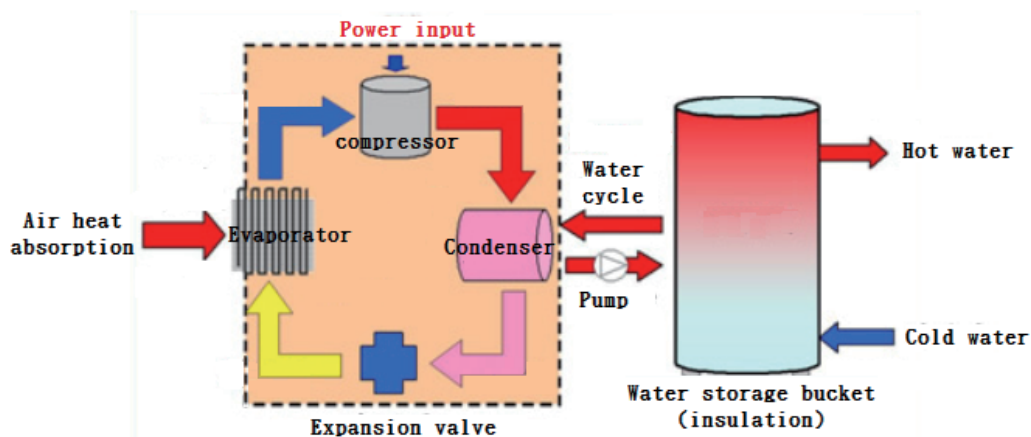 Power input
compressor
Air heat
absorption
Evaporator
Condenser
Water
cycle
Pump
Hot water
Cold water
Water storage bucket
(insulation)
Expansion valve